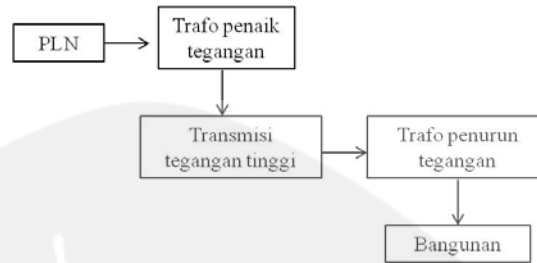 PLN
Trafo penaik
tegangan
Transmisi
tegangan tinggi
Trafo penurun
tegangan
Bangunan